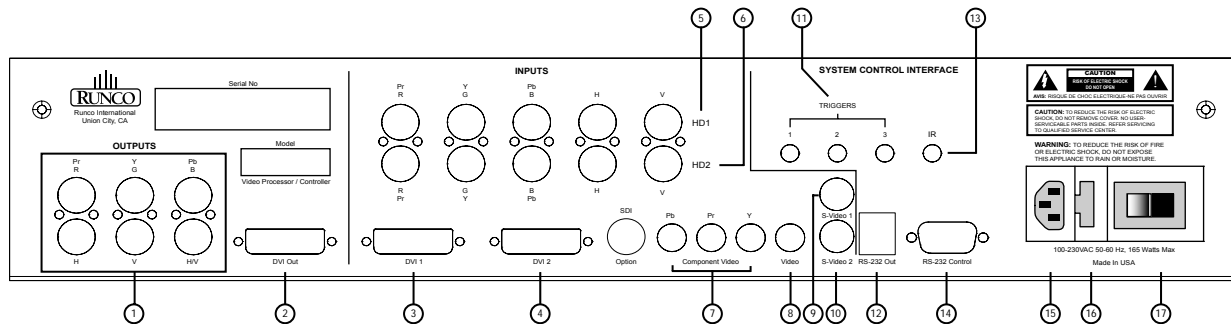 5
6
11
13
RUNCO
Runco International
Union City, CA
Serial No
Model
Video Processor / Controller
OUTPUTS
Pr Y Pb
R G B
H V H/V
DVI Out
INPUTS
Pr Y Pb H V
R G B
HD1
HD2
R G B H V
Pr Y Pb
DVI 1
DVI 2
SDI
Option
Pb Pr Y
Component Video
Video
S-Video 1
S-Video 2
SYSTEM CONTROL INTERFACE
TRIGGERS
1 2 3 IR
RS-232 Out
RS-232 Control
CAUTION
RISK OF ELECTRIC SHOCK
DO NOT OPEN
AVIS: RISQUE DE CHOC ELECTRIQUE-NE PAS OUVRIR
CAUTION: TO REDUCE THE RISK OF ELECTRIC
SHOCK, DO NOT REMOVE COVER. NO USER-
SERVICEABLE PARTS INSIDE. REFER SERVICING
TO QUALIFIED SERVICE CENTER.
WARNING: TO REDUCE THE RISK OF FIRE
OR ELECTRIC SHOCK, DO NOT EXPOSE
THIS APPLIANCE TO RAIN OR MOISTURE.
100-230VAC 50-60 Hz, 165 Watts Max
Made In USA
1 2 3 4 7 8 9 10 12 14 15 16 17